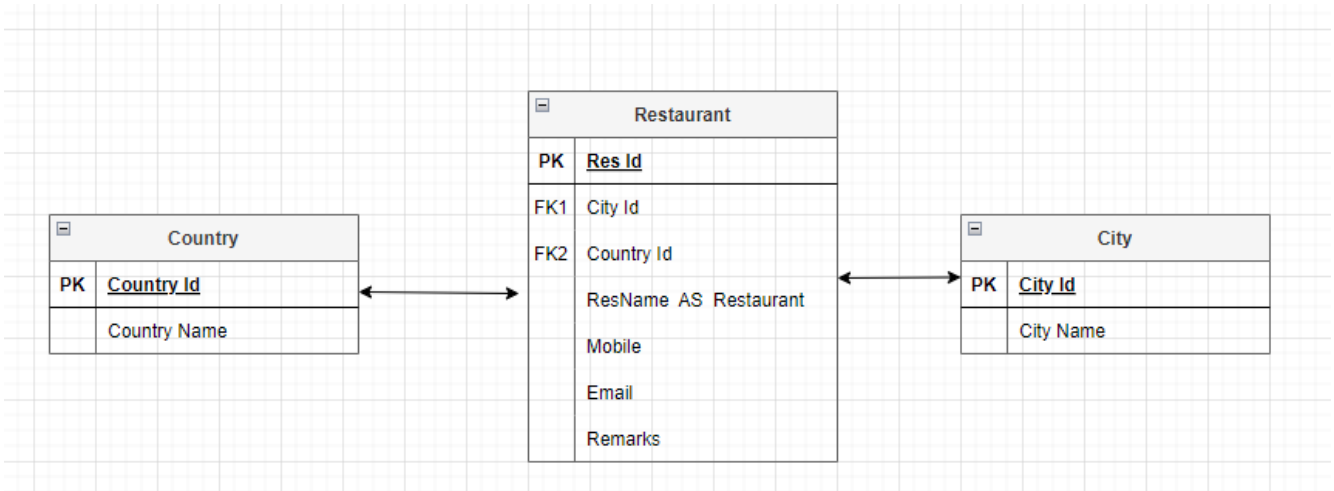 Restaurant
PK Res Id
FK1 City Id
FK2 Country Id
ResName AS Restaurant
Mobile
Email
Remarks
Country
PK Country Id
Country Name
City
PK City Id
City Name